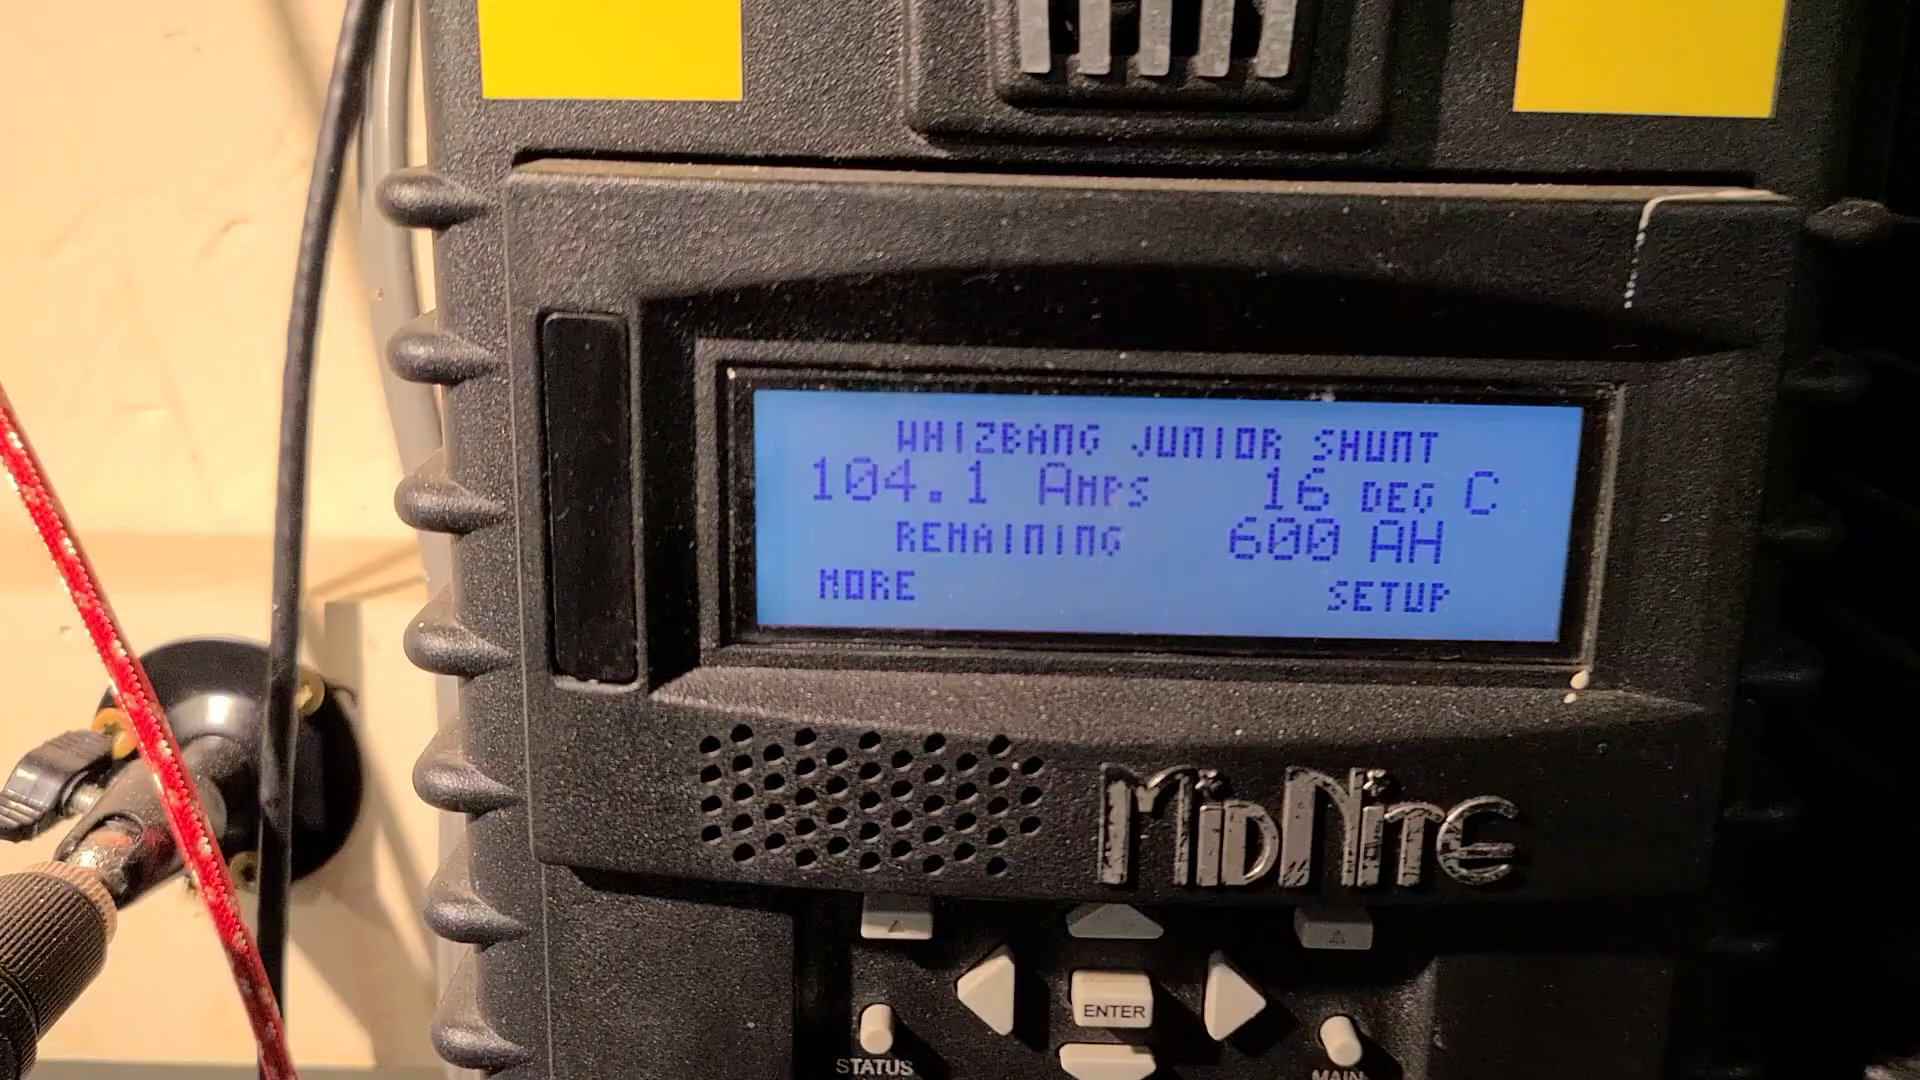 WHIZBANG JUNIOR SHUNT
104.1 AMPS 16 DEG C
REMAINING 600 AH
MORE SETUP
MIDNITE
ENTER
STATUS MAIN